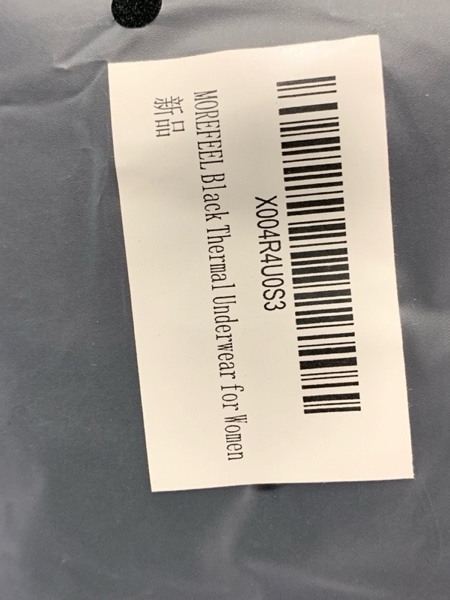 X004R4U0S3
MOREFEEL Black Thermal Underwear for Women
新品